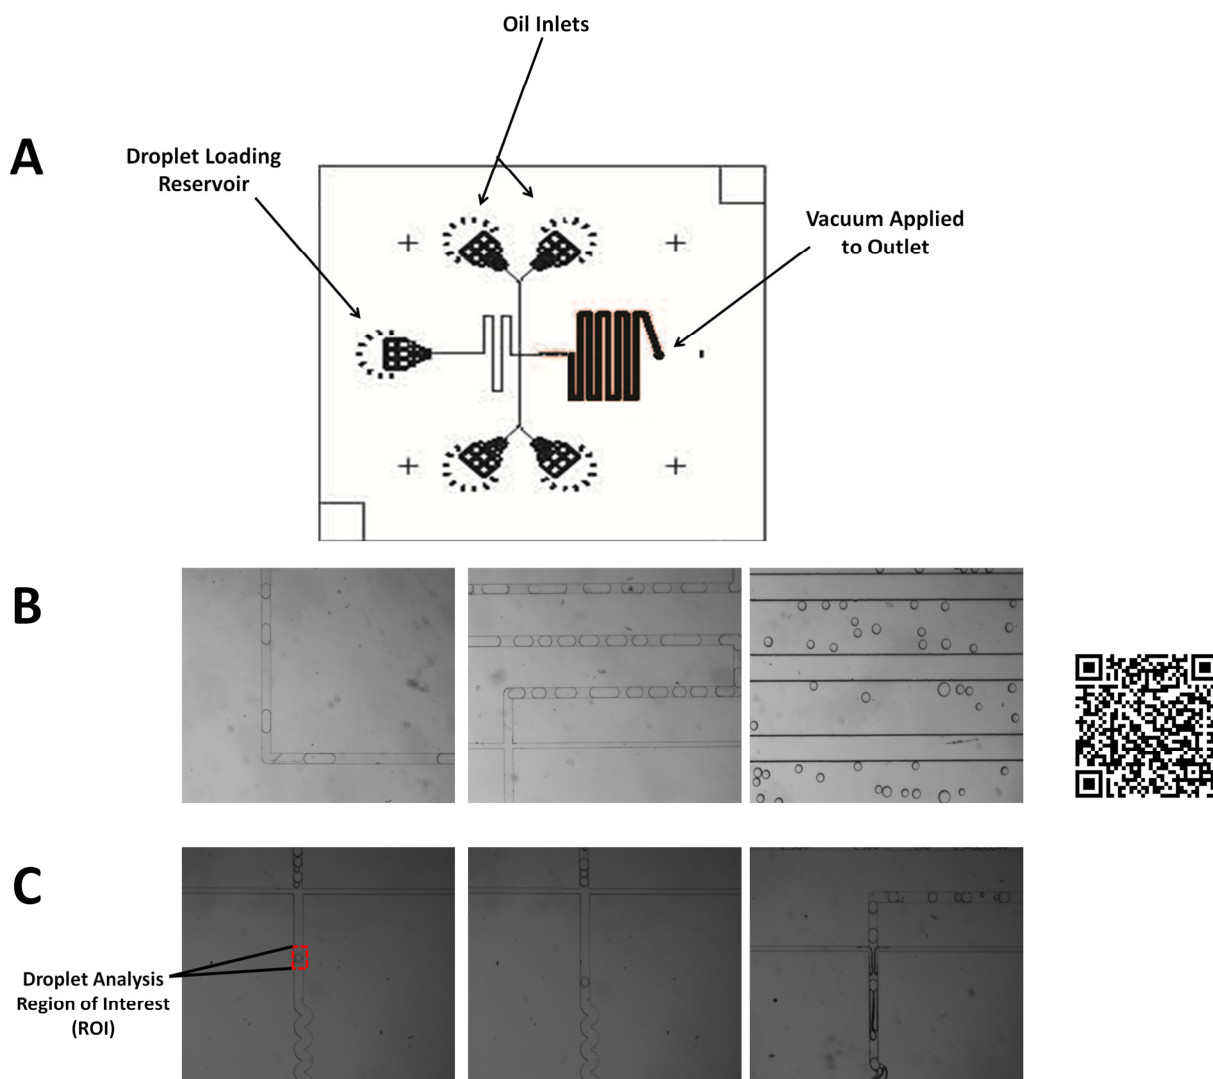 Oil Inlets
A
Droplet Loading
Reservoir
Vacuum Applied
to Outlet
B
C
Droplet Analysis
Region of Interest
(ROI)